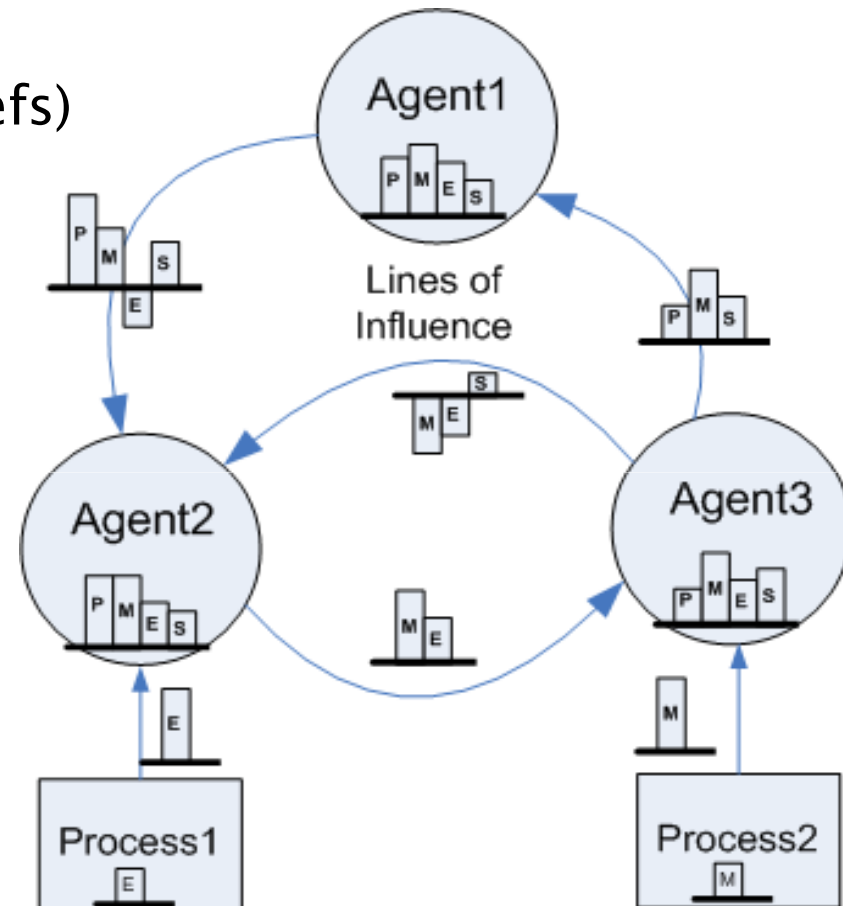 efs)
Agent1
P M E S
P M E S
P M S
Lines of
Influence
M E S
Agent2
P M E S
Agent3
P M E S
M E
E
M
Process1
E
Process2
M